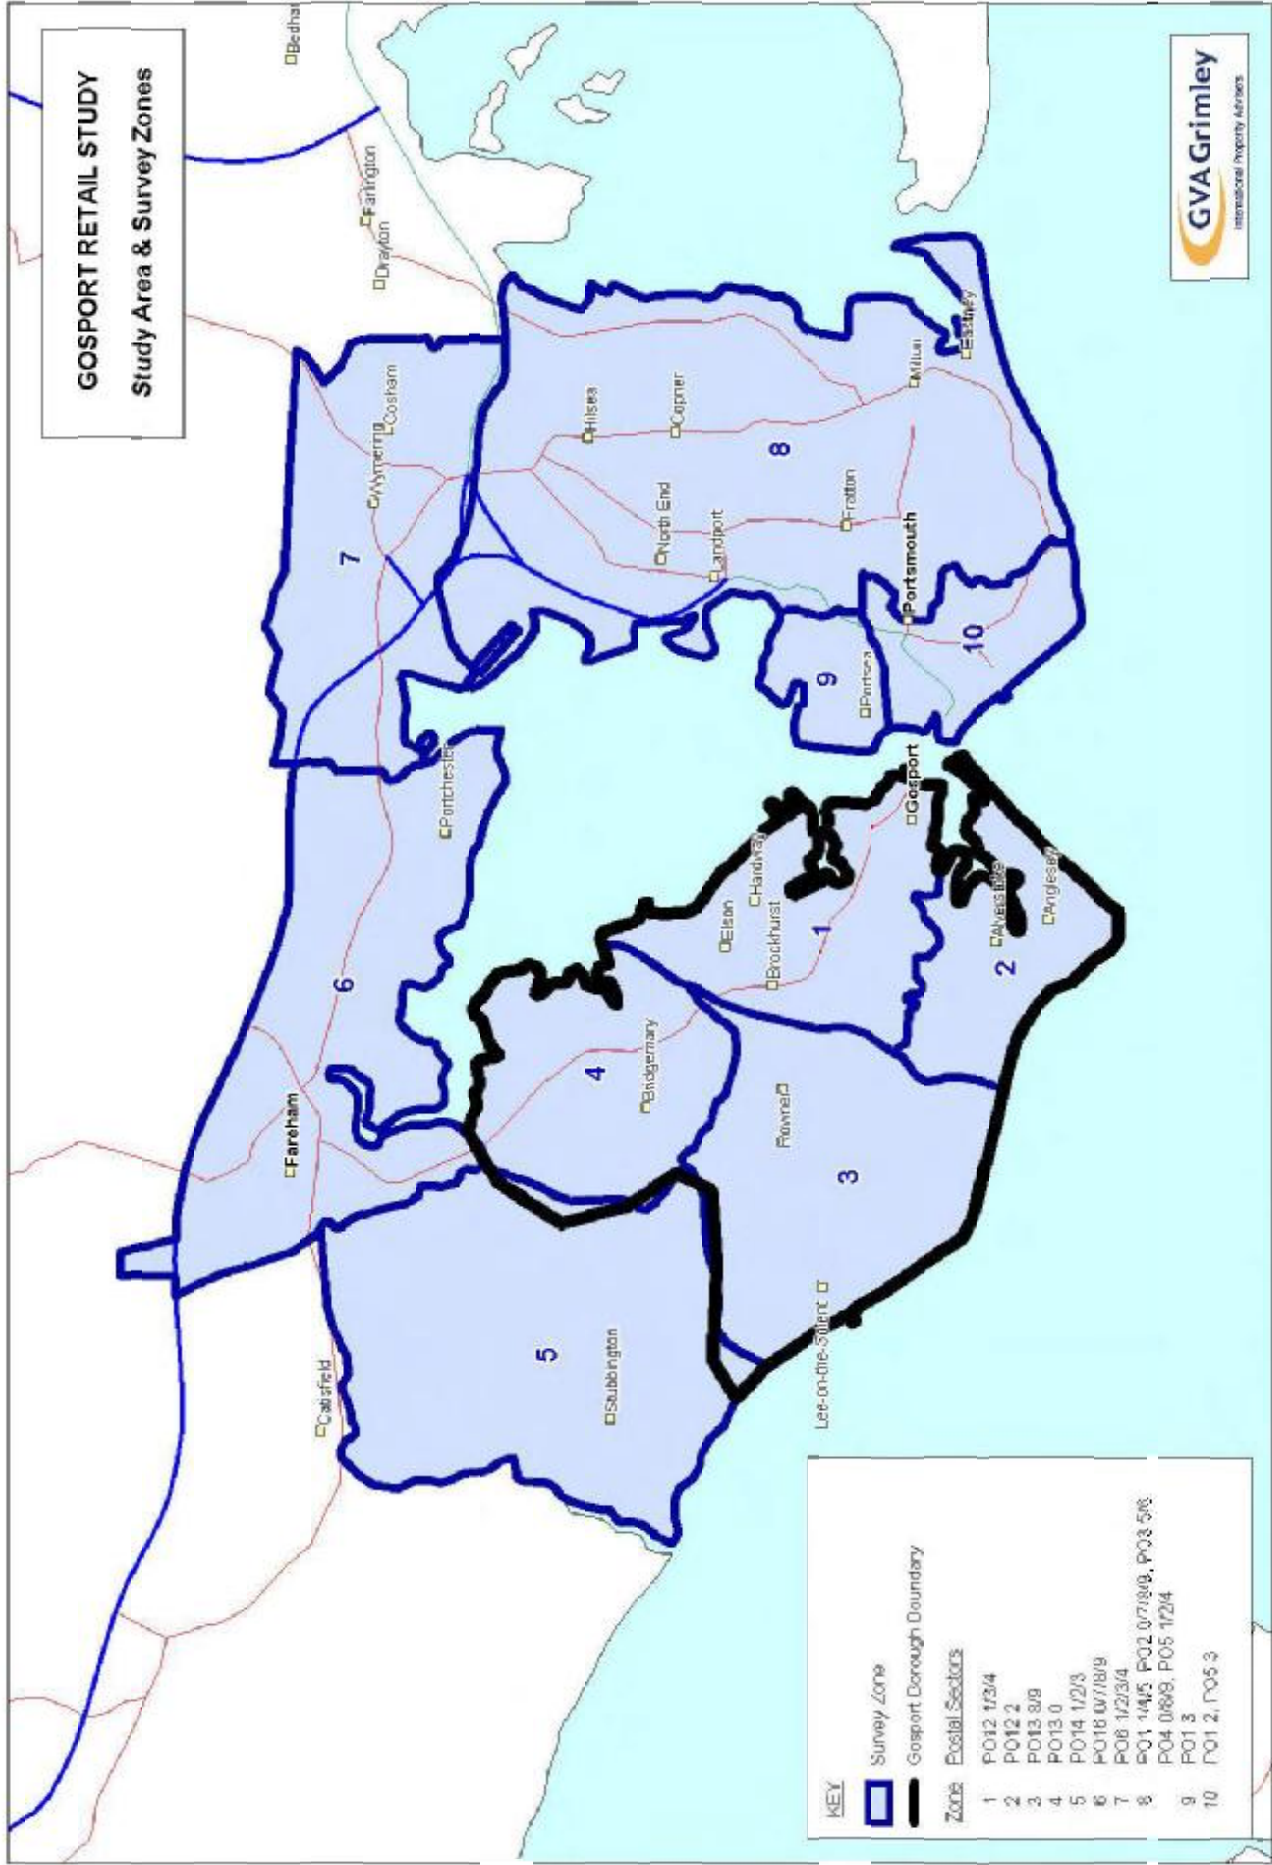 GOSPORT RETAIL STUDY
Study Area & Survey Zones
Bedha
Farlington
Drayton
Cosham
Wymering
7
Hilsea
Copner
North End
Landport
8
Fratton
Milton
Eastney
Portsmouth
10
9
Portsea
Portchester
6
Fareham
Gosport
Hardway
Elson
Brockhurst
1
Alverstoke
Anglesey
2
4
Bridgemary
Rowner
3
Lee-on-the-Solent
5
Stubbington
Catisfield
GVA Grimley
International Property Advisers
KEY
Survey Zone
Gosport Borough Boundary
Zone Postal Sectors
1 PO12 1/3/4
2 PO12 2
3 PO13 8/9
4 PO13 0
5 PO14 1/2/3
6 PO16 0/7/8/9
7 PO6 1/2/3/4
8 PO1 1/4/5 PO2 0/7/8/9, PO3 5/6
PO4 0/8/9, PO5 1/2/4
9 PO1 3
10 PO1 2, PO5 3